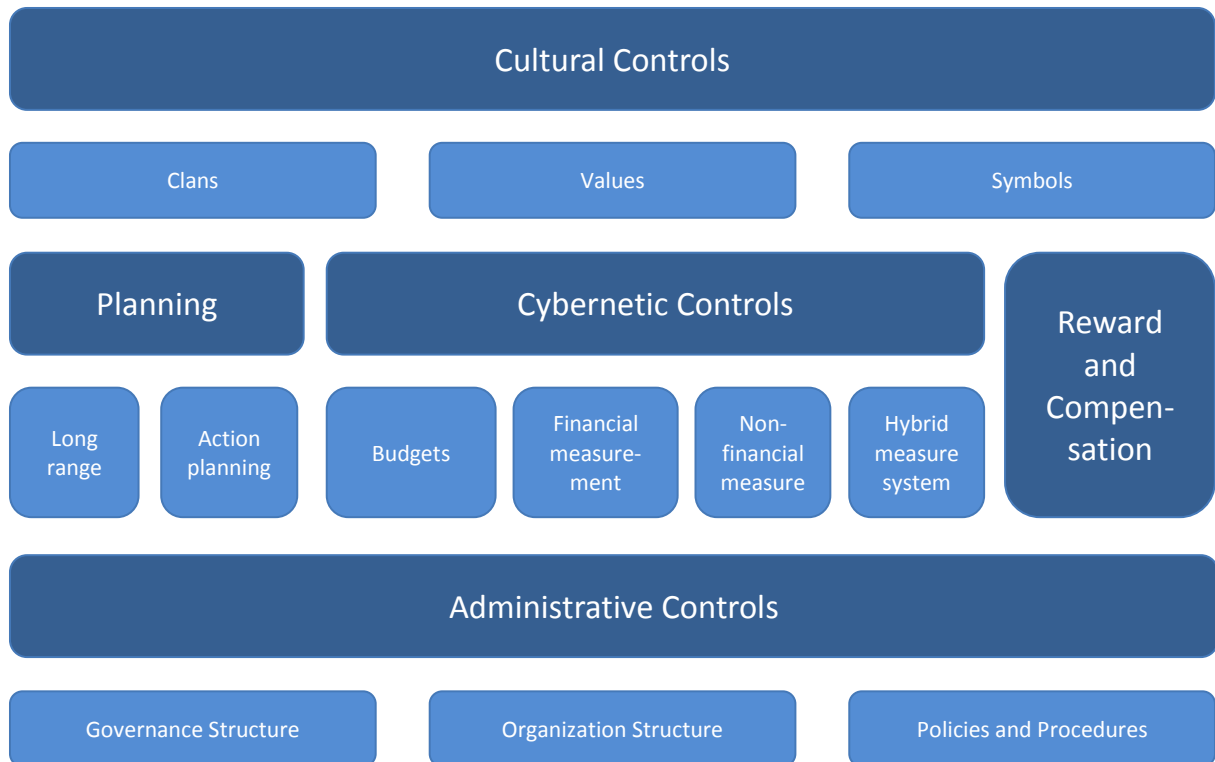 Cultural Controls
Clans
Values
Symbols
Planning
Cybernetic Controls
Reward
and
Compen-
sation
Long
range
Action
planning
Budgets
Financial
measure-
ment
Non-
financial
measure
Hybrid
measure
system
Administrative Controls
Governance Structure
Organization Structure
Policies and Procedures